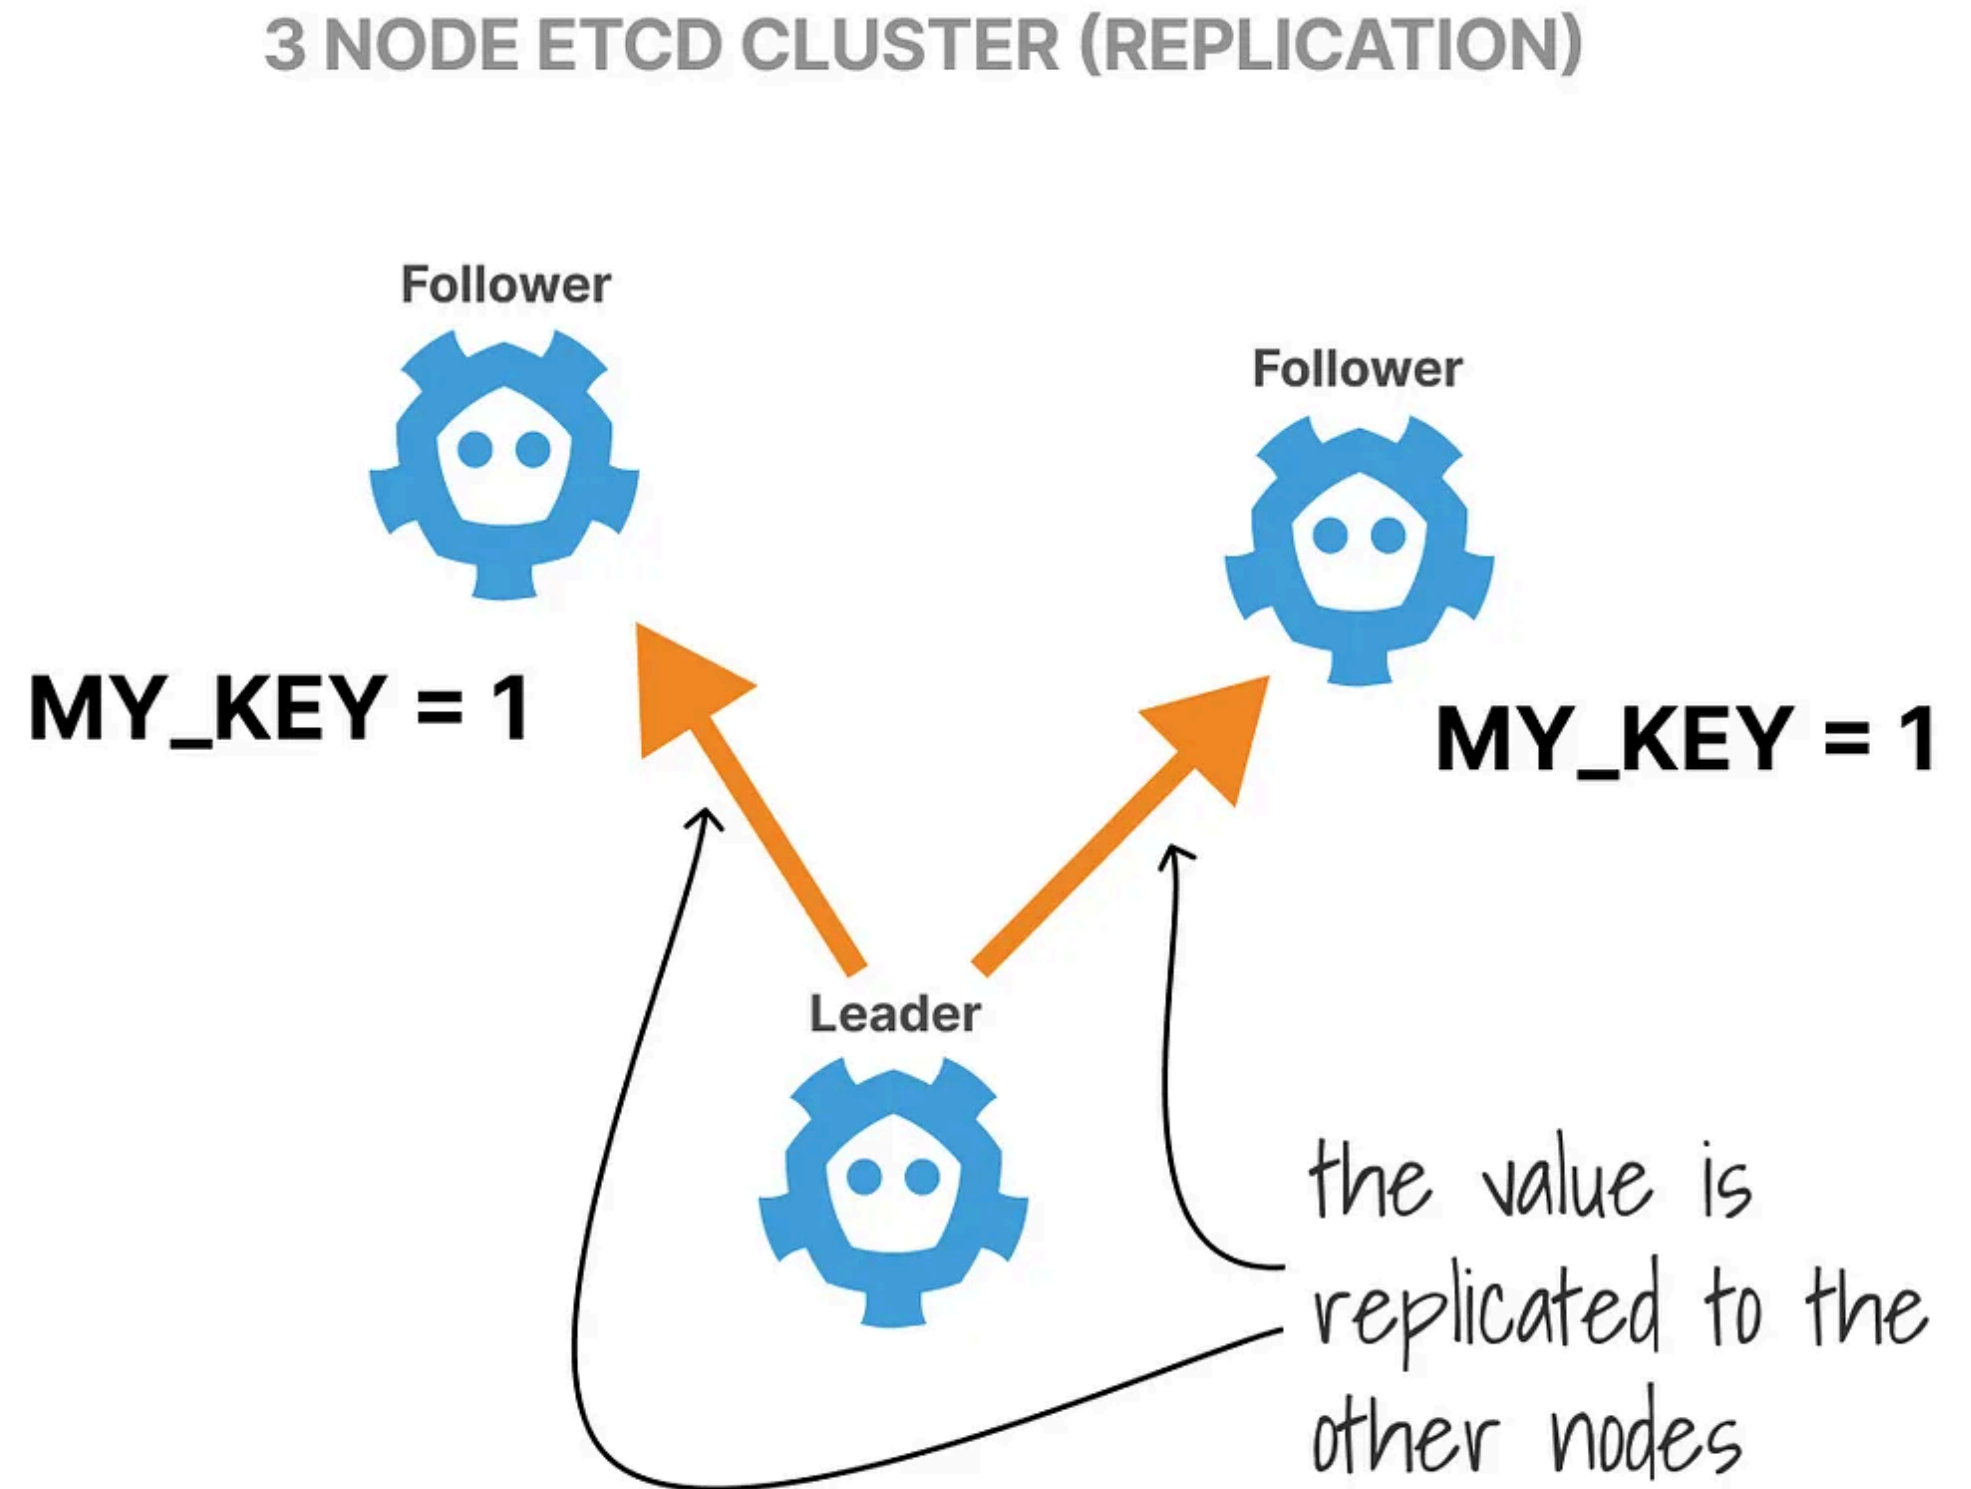 3 NODE ETCD CLUSTER (REPLICATION)
Follower
Follower
MY_KEY = 1
MY_KEY = 1
Leader
the value is
replicated to the
other nodes